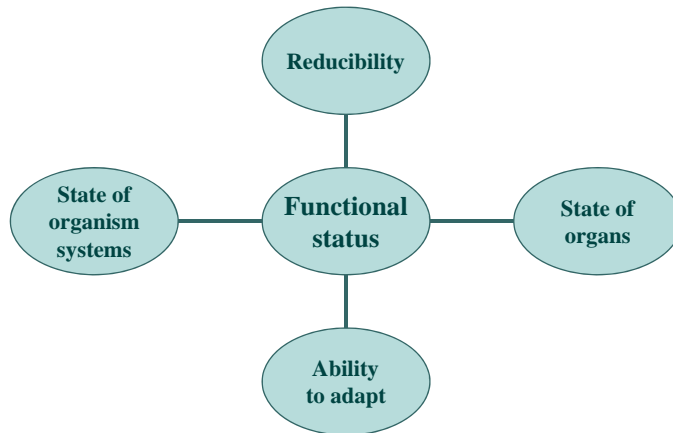 Reducibility
State of
organism
systems
Functional
status
State of
organs
Ability
to adapt